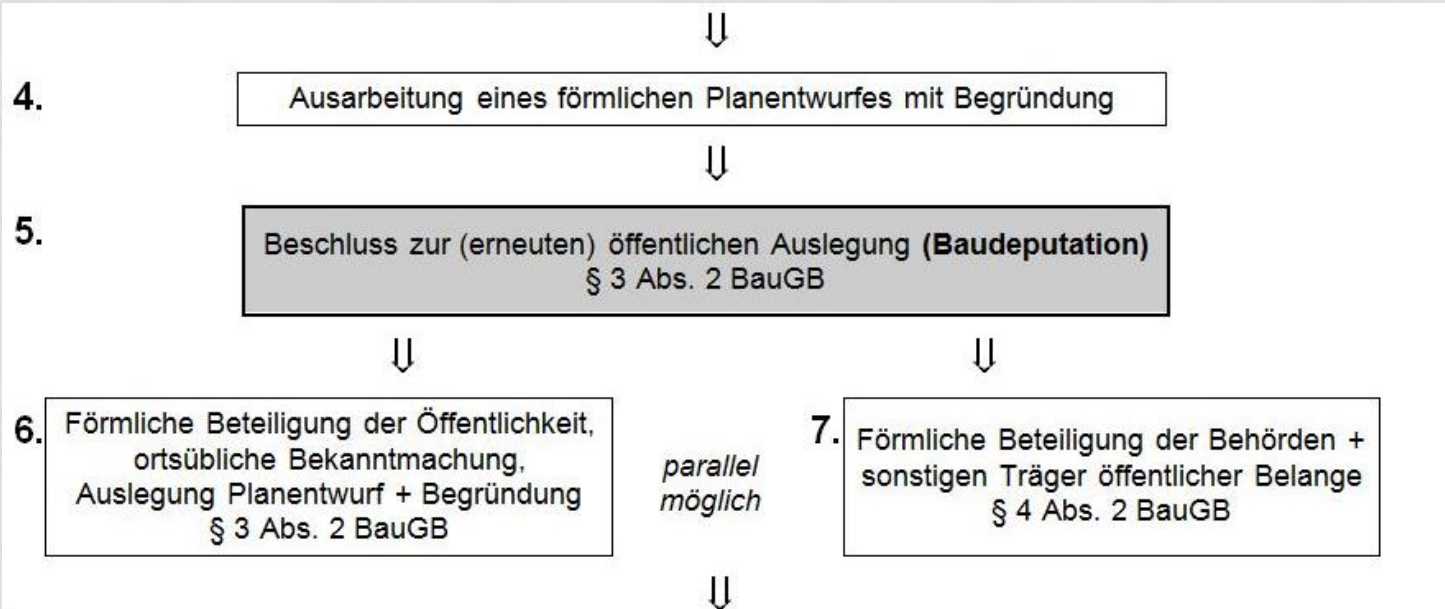 4.
Ausarbeitung eines förmlichen Planentwurfes mit Begründung
5.
Beschluss zur (erneuten) öffentlichen Auslegung (Baudeputation)
§ 3 Abs. 2 BauGB
6.
Förmliche Beteiligung der Öffentlichkeit,
ortsübliche Bekanntmachung,
Auslegung Planentwurf + Begründung
§ 3 Abs. 2 BauGB
parallel
möglich
7.
Förmliche Beteiligung der Behörden +
sonstigen Träger öffentlicher Belange
§ 4 Abs. 2 BauGB